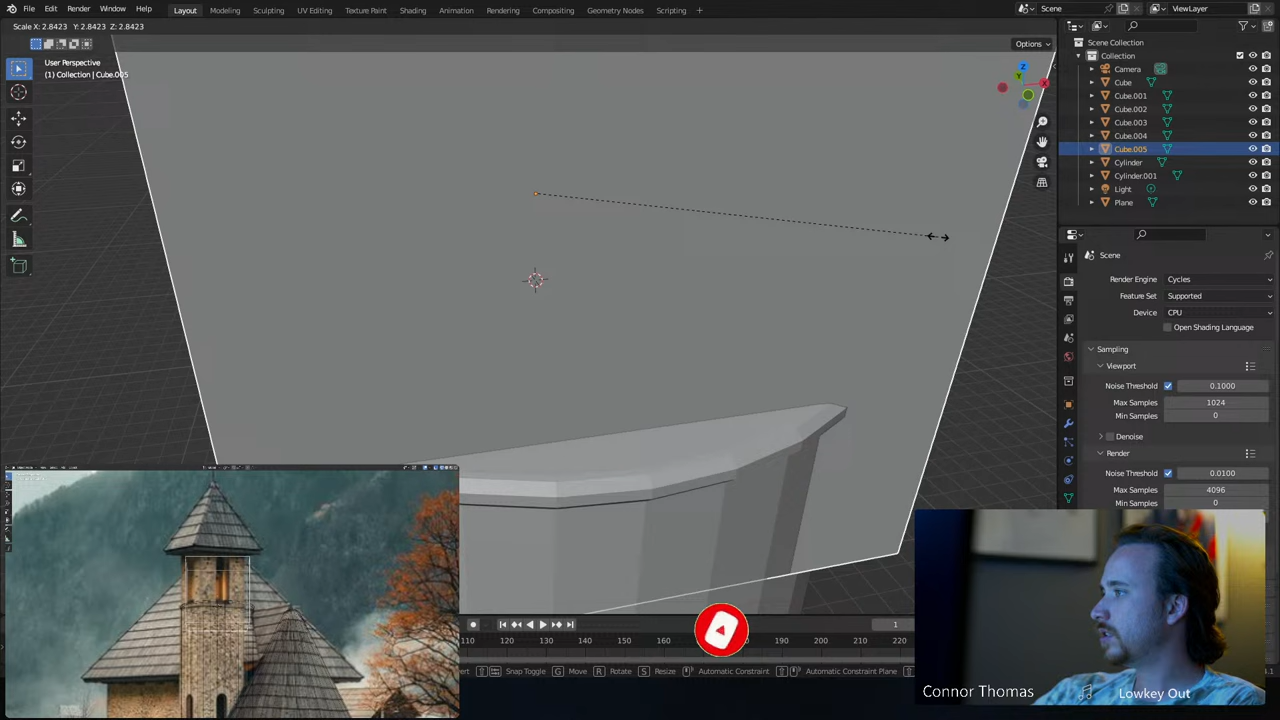 File Edit Render Window Help Layout Modeling Sculpting UV Editing Texture Paint Shading Animation Rendering Compositing Geometry Nodes Scripting + Scene ViewLayer
Scale X: 2.8423 Y: 2.8423 Z: 2.8423
Options
User Perspective
(1) Collection | Cube.005
Z
Y
X
Scene Collection
Collection
Camera
Cube
Cube.001
Cube.002
Cube.003
Cube.004
Cube.005
Cylinder
Cylinder.001
Light
Plane
Scene
Render Engine Cycles
Feature Set Supported
Device CPU
Open Shading Language
Sampling
Viewport
Noise Threshold 0.1000
Max Samples 1024
Min Samples 0
Denoise
Render
Noise Threshold 0.0100
Max Samples 4096
Min Samples 0
1
110 120 130 140 150 160 170 180 190 200 210 220
Snap Toggle G Move R Rotate S Resize Automatic Constraint Automatic Constraint Plane
Connor Thomas Lowkey Out